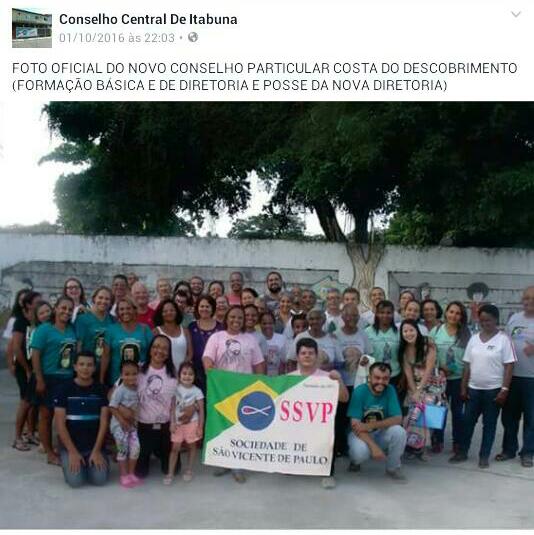 Conselho Central De Itabuna
01/10/2016 às 22:03 •
FOTO OFICIAL DO NOVO CONSELHO PARTICULAR COSTA DO DESCOBRIMENTO
(FORMAÇÃO BÁSICA E DE DIRETORIA E POSSE DA NOVA DIRETORIA)
SSVP
SOCIEDADE DE
SÃO VICENTE DE PAULO